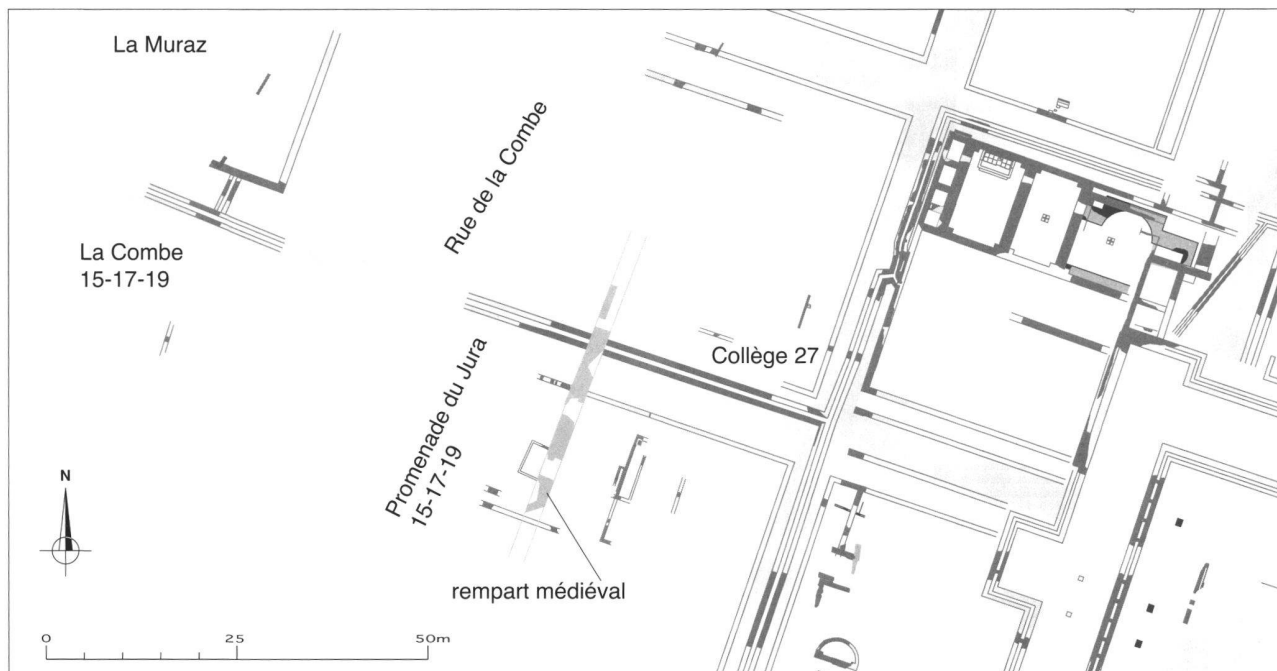 La Muraz
Rue de la Combe
La Combe
15-17-19
Collège 27
Promenade du Jura
15-17-19
N
rempart médiéval
0 25 50m